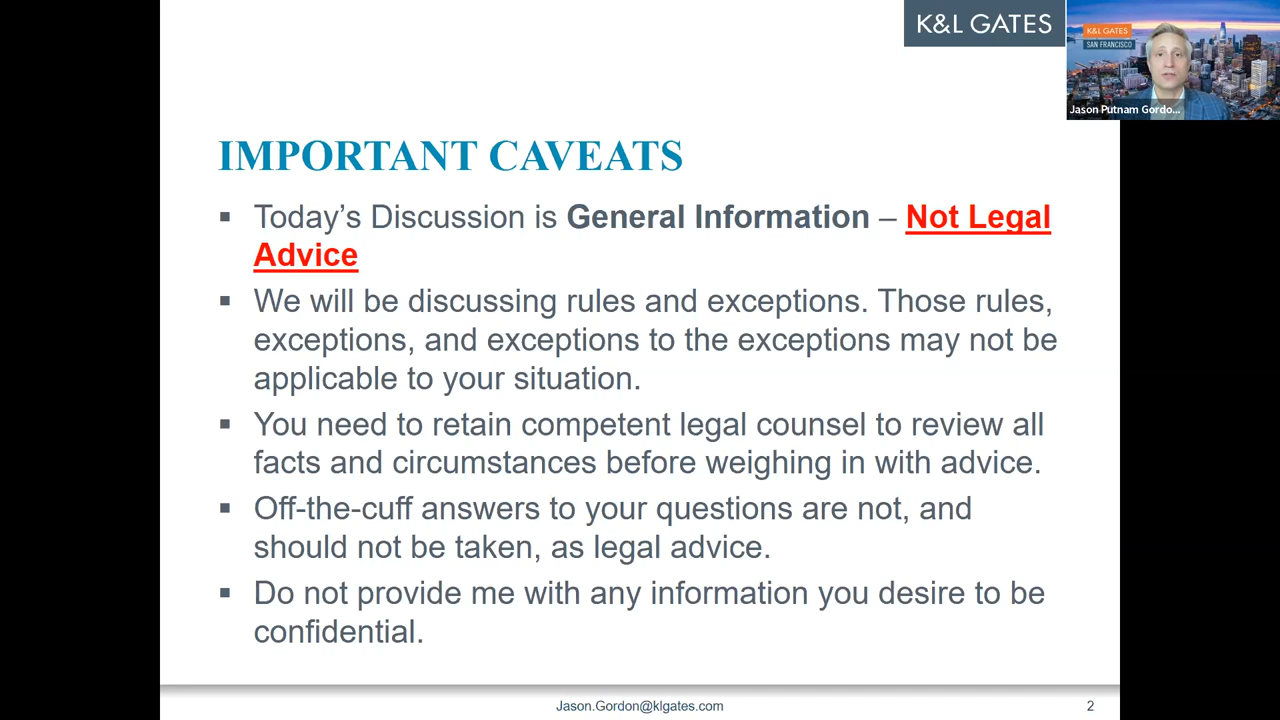 K&L GATES
K&L GATES
SAN FRANCISCO
Jason Putnam Gordo...
IMPORTANT CAVEATS
▪ Today’s Discussion is General Information – Not Legal
Advice
▪ We will be discussing rules and exceptions. Those rules,
exceptions, and exceptions to the exceptions may not be
applicable to your situation.
▪ You need to retain competent legal counsel to review all
facts and circumstances before weighing in with advice.
▪ Off-the-cuff answers to your questions are not, and
should not be taken, as legal advice.
▪ Do not provide me with any information you desire to be
confidential.
Jason.Gordon@klgates.com
2